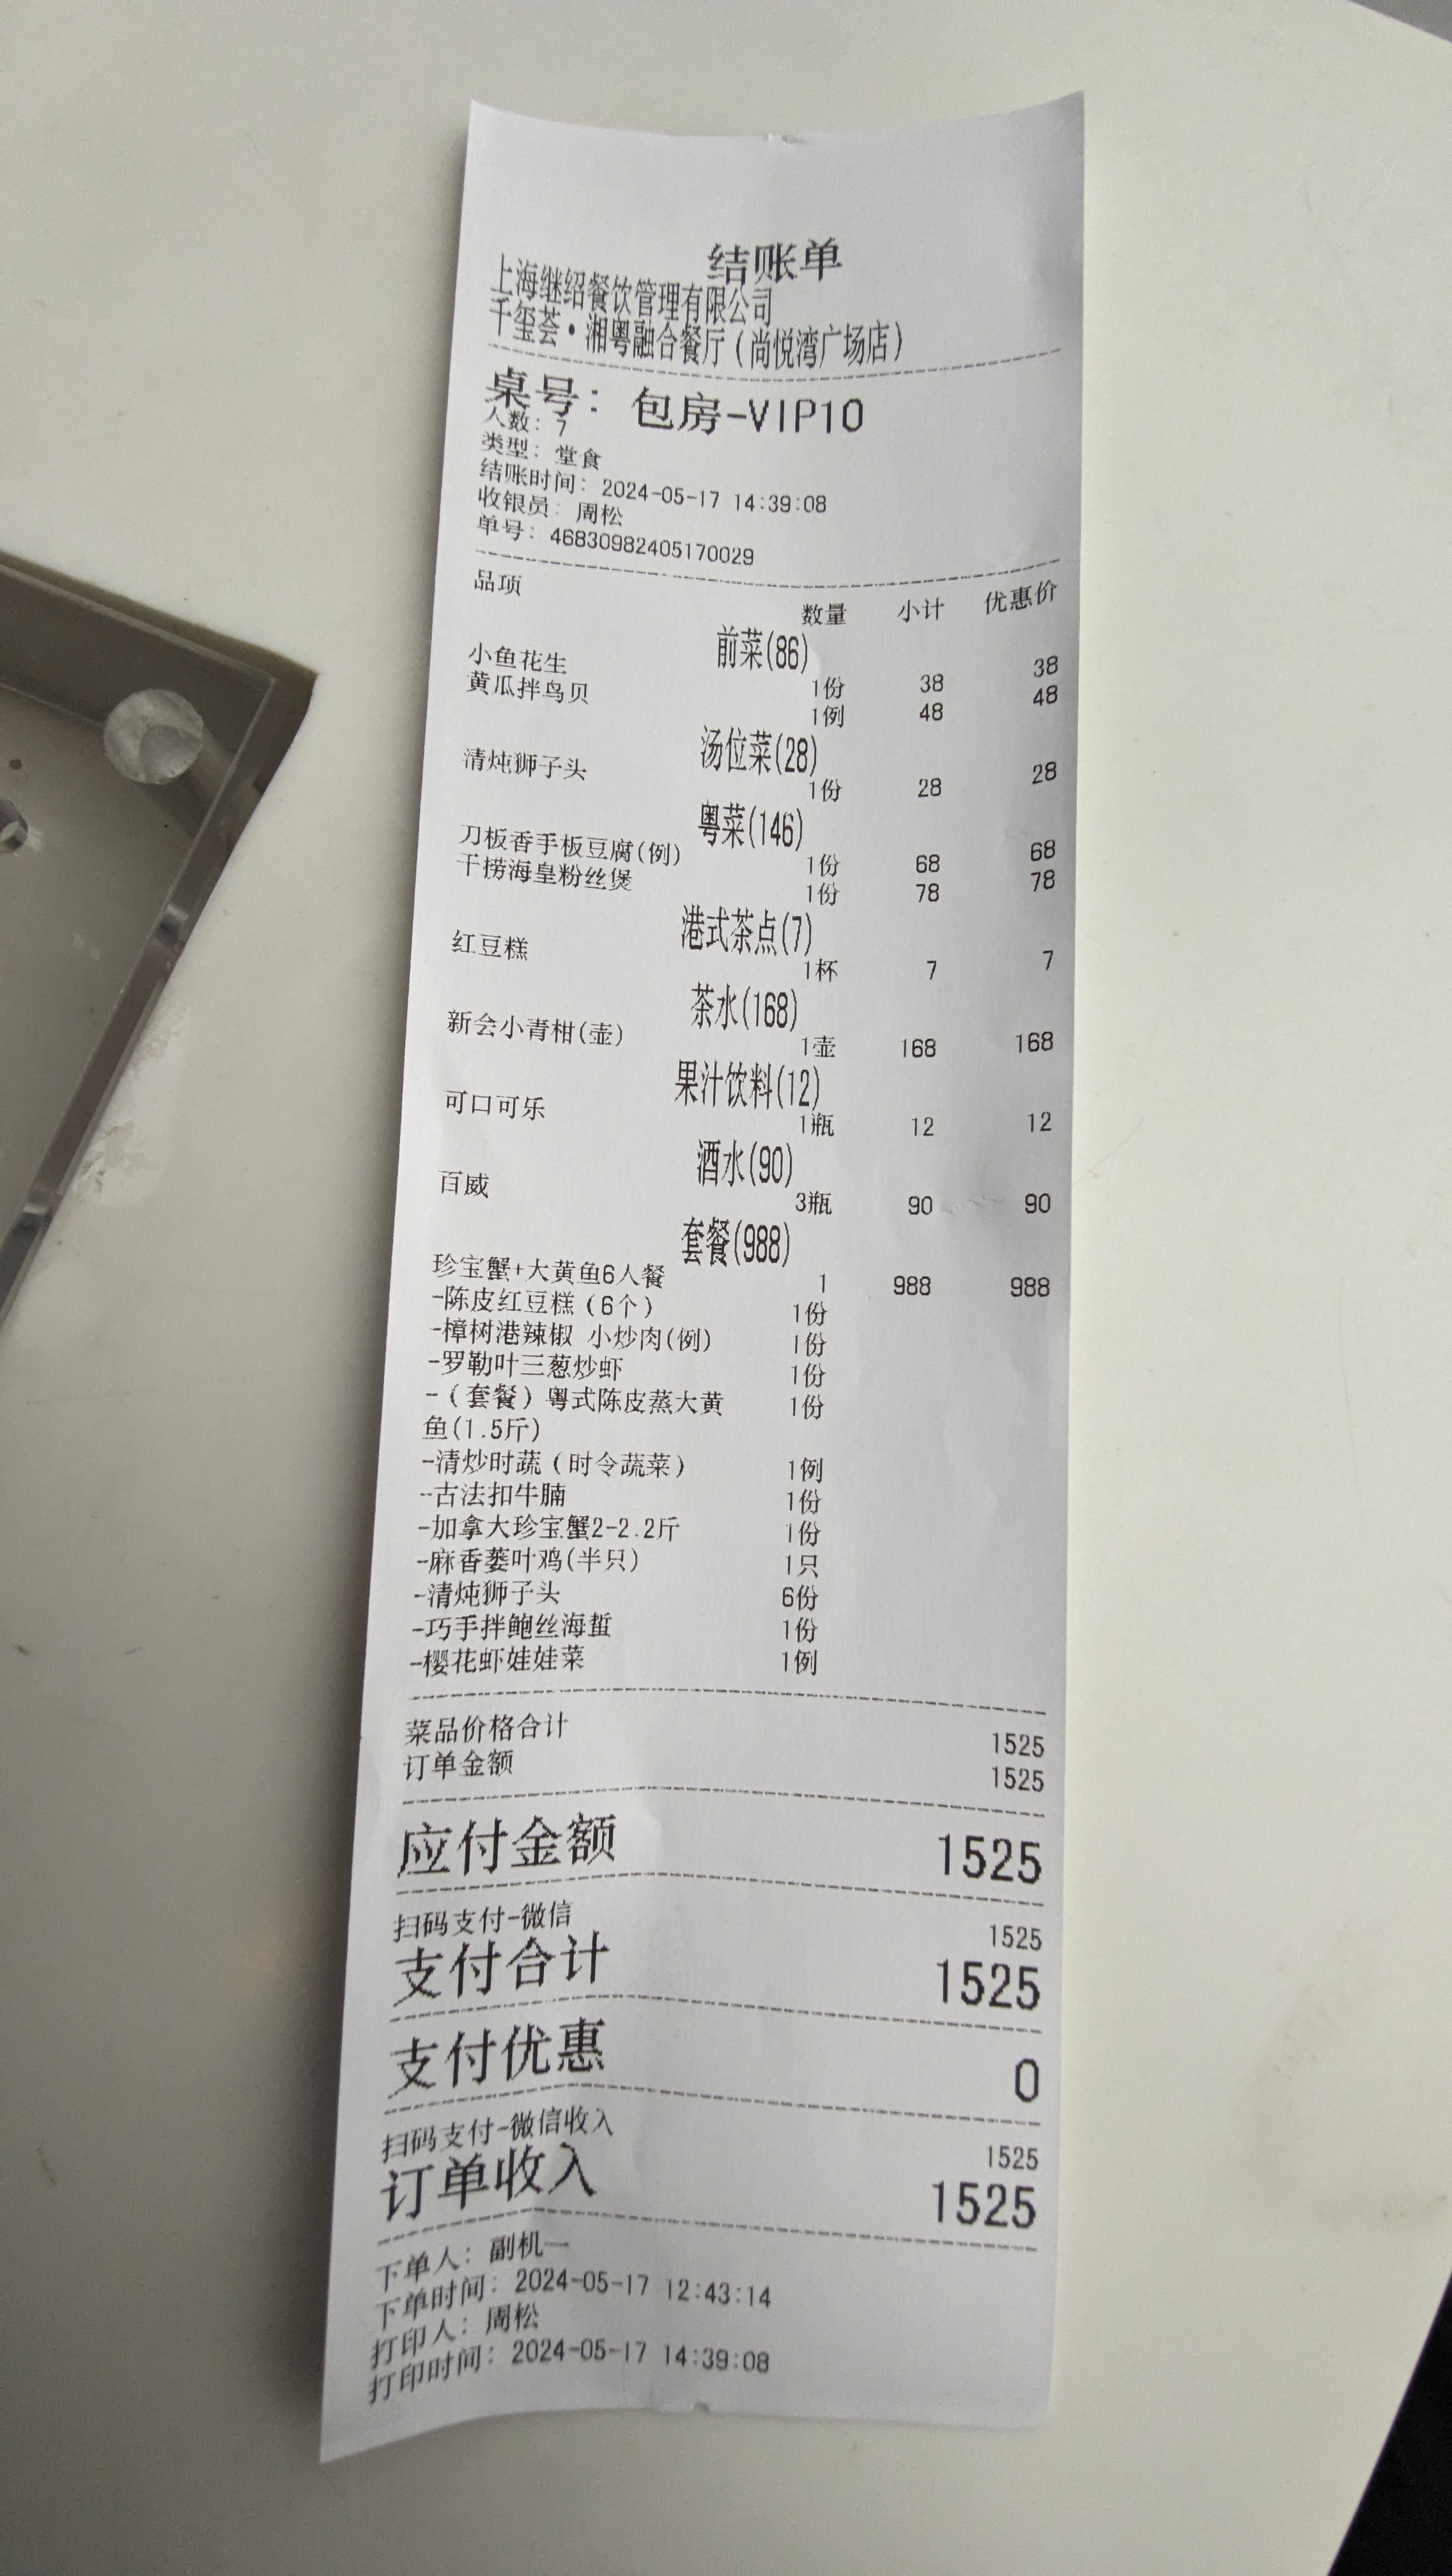 结账单
上海继绍餐饮管理有限公司
千玺荟•湘粤融合餐厅(尚悦湾广场店)
桌号: 包房-VIP10
人数: 7
类型: 堂食
结账时间: 2024-05-17 14:39:08
收银员: 周松
单号: 46830982405170029
品项 数量 小计 优惠价
前菜(86)
小鱼花生 1份 38 38
黄瓜拌鸟贝 1例 48 48
汤位菜(28)
清炖狮子头 1份 28 28
粤菜(146)
刀板香手板豆腐(例) 1份 68 68
干捞海皇粉丝煲 1份 78 78
港式茶点(7)
红豆糕 1杯 7 7
茶水(168)
新会小青柑(壶) 1壶 168 168
果汁饮料(12)
可口可乐 1瓶 12 12
酒水(90)
百威 3瓶 90 90
套餐(988)
珍宝蟹+大黄鱼6人餐 1 988 988
-陈皮红豆糕(6个) 1份
-樟树港辣椒 小炒肉(例) 1份
-罗勒叶三葱炒虾 1份
-(套餐)粤式陈皮蒸大黄 1份
鱼(1.5斤)
-清炒时蔬(时令蔬菜) 1例
-古法扣牛腩 1份
-加拿大珍宝蟹2-2.2斤 1份
-麻香蒌叶鸡(半只) 1只
-清炖狮子头 6份
-巧手拌鲍丝海蜇 1份
-樱花虾娃娃菜 1例
菜品价格合计 1525
订单金额 1525
应付金额 1525
扫码支付-微信 1525
支付合计 1525
支付优惠 0
扫码支付-微信收入 1525
订单收入 1525
下单人: 副机一
下单时间: 2024-05-17 12:43:14
打印人: 周松
打印时间: 2024-05-17 14:39:08